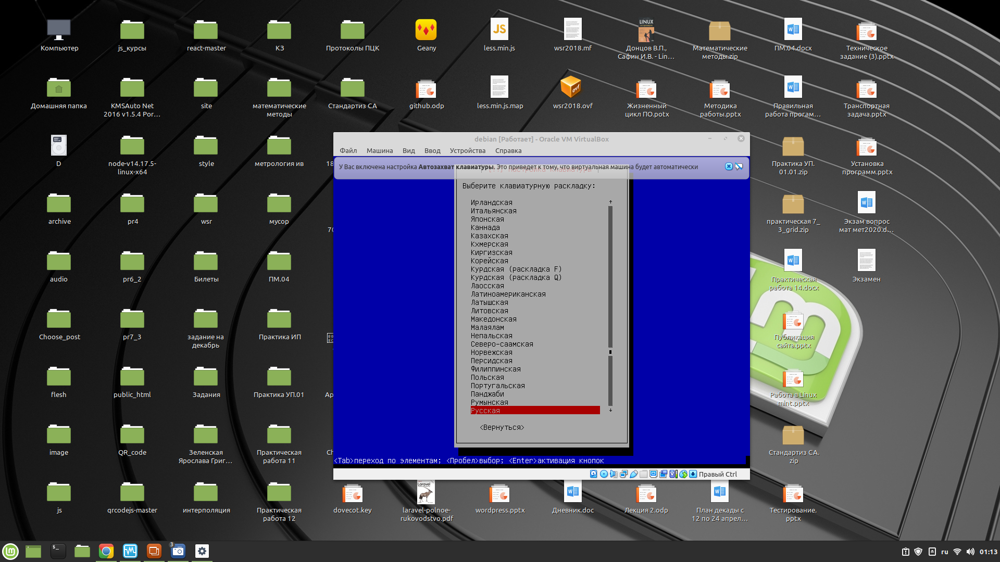 Компьютер
js_курсы
react-master
КЗ
Протоколы ПЦК
Geany
less.min.js
wsr2018.mf
Донцов В.П.,
Сафин И.В. - Lin...
Математические
методы.zip
ПМ.04.docx
Техническое
задание (3).pptx
Домашняя папка
KMSAuto Net
2016 v1.5.4 Por...
site
математические
методы
Стандартиз СА
github.odp
less.min.js.map
wsr2018.ovf
Жизненный
цикл ПО.potx
Методика
работы.pptx
Правильная
работа програм...
Транспортная
задача.pptx
D
node-v14.17.5-
linux-x64
style
метрология ив
18
Практика УП.
01.01.zip
Установка
программ.pptx
archive
pr4
wsr
мусор
70
практическая 7_
3_grid.zip
Экзам вопрос
мат мет2020.d...
audio
pr6_2
Билеты
ПМ.04
Практическая
работа 14.docx
Экзамен
Choose_post
pr7_3
задание на
декабрь
Практика ИП
Публикация
сайта.pptx
flesh
public_html
Задания
Практика УП.01
Ap
Работа в Linux
mint.pptx
image
QR_code
Зеленская
Ярослава Григ...
Практическая
работа 11
Ch
Стандартиз СА.
zip
js
qrcodejs-master
интерполяция
Практическая
работа 12
dovecot.key
laravel-polnoe-
rukovodstvo.pdf
wordpress.pptx
Дневник.doc
Лекция 2.odp
План декады с
12 по 24 апрел...
Тестирование.
pptx
LINUX
JS
ovf
Laravel
debian [Работает] - Oracle VM VirtualBox
Файл Машина Вид Ввод Устройства Справка
У Вас включена настройка Автозахват клавиатуры. Это приведет к тому, что виртуальная машина будет автоматически
[!!] Настройка клавиатуры
Выберите клавиатурную раскладку:
Ирландская
Итальянская
Японская
Каннада
Казахская
Кхмерская
Киргизская
Корейская
Курдская (раскладка F)
Курдская (раскладка Q)
Лаосская
Латиноамериканская
Латышская
Литовская
Македонская
Малаялам
Непальская
Северо-саамская
Норвежская
Персидская
Филиппинская
Польская
Португальская
Панджаби
Румынская
Русская
<Вернуться>
<Tab>переход по элементам; <Пробел>выбор; <Enter>активация кнопок
Правый Ctrl
3
ru
01:13